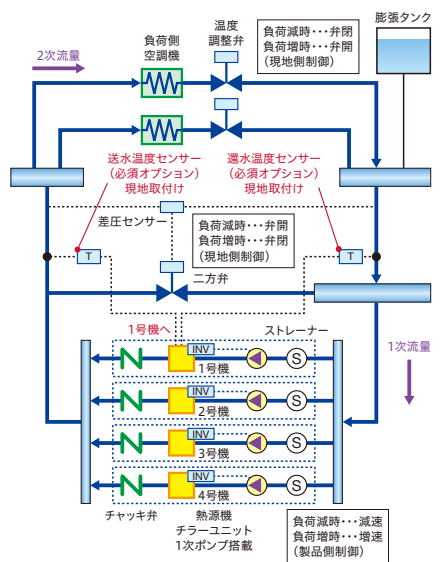 2次流量
負荷側
空調機
温度
調整弁
負荷減時･･･弁閉
負荷増時･･･弁開
（現地側制御）
膨張タンク
送水温度センサー
（必須オプション）
現地取付け
還水温度センサー
（必須オプション）
現地取付け
差圧センサー
負荷減時･･･弁開
負荷増時･･･弁閉
（現地側制御）
T
T
二方弁
1号機へ
ストレーナー
1次流量
INV
S
1号機
INV
S
2号機
INV
S
3号機
INV
S
4号機
チャッキ弁
熱源機
チラーユニット
1次ポンプ搭載
負荷減時･･･減速
負荷増時･･･増速
（製品側制御）